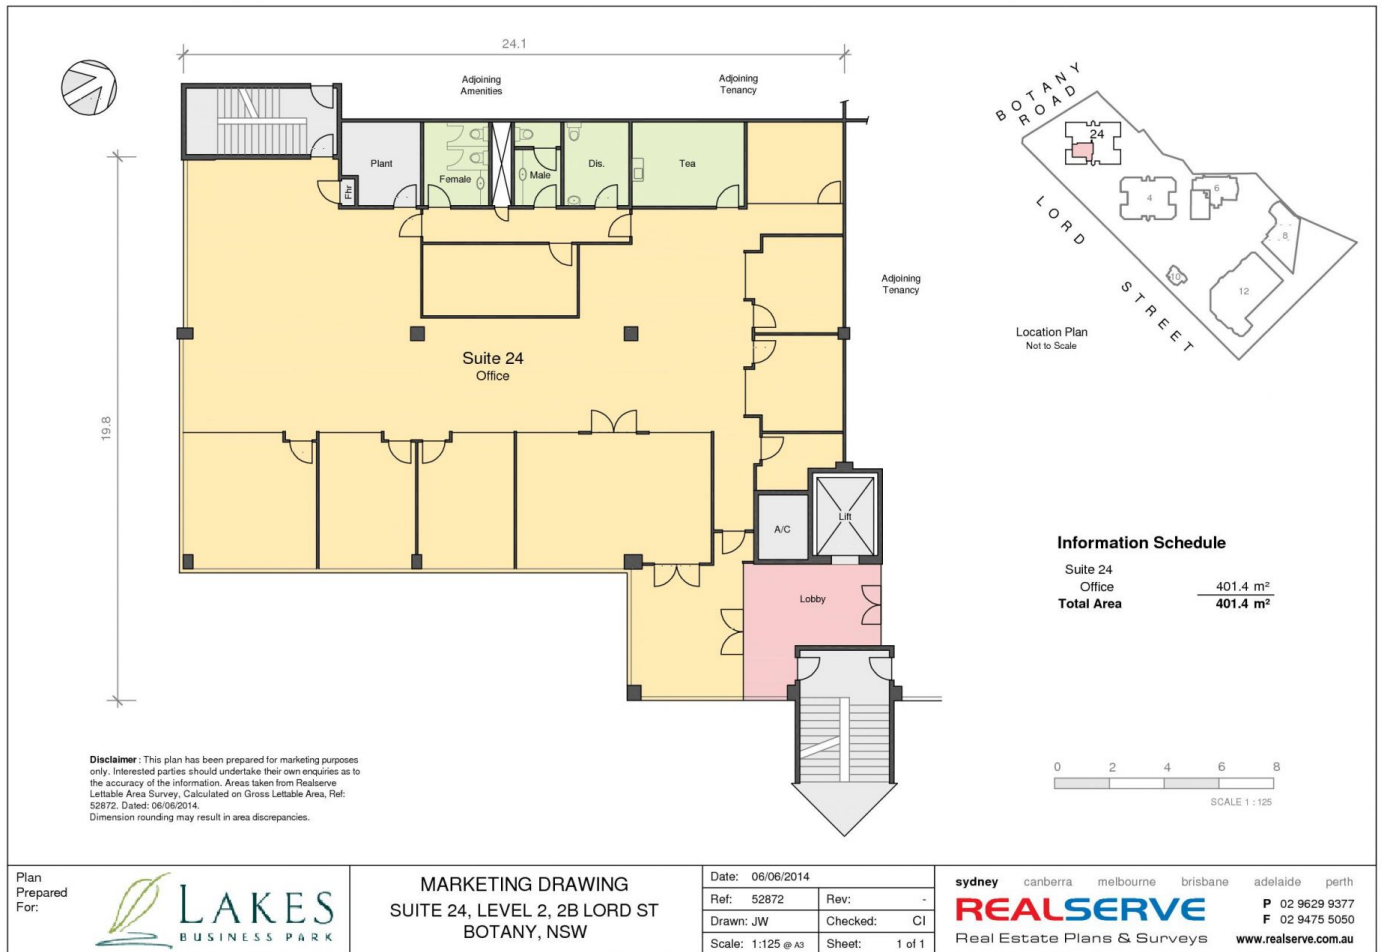 24.1
Adjoining
Amenities
Adjoining
Tenancy
BOTANY
ROAD
24
4
6
8
10
12
LORD STREET
Location Plan
Not to Scale
Plant
Fhr
Female
Male
Dis.
Tea
Adjoining
Tenancy
Suite 24
Office
19.8
A/C
Lift
Lobby
Information Schedule
Suite 24
Office 401.4 m²
Total Area 401.4 m²
0 2 4 6 8
SCALE 1 : 125
Disclaimer : This plan has been prepared for marketing purposes
only. Interested parties should undertake their own enquiries as to
the accuracy of the information. Areas taken from Realserve
Lettable Area Survey, Calculated on Gross Lettable Area, Ref:
52872. Dated: 06/06/2014.
Dimension rounding may result in area discrepancies.
Plan
Prepared
For:
LAKES
BUSINESS PARK
MARKETING DRAWING
SUITE 24, LEVEL 2, 2B LORD ST
BOTANY, NSW
Date: 06/06/2014
Ref: 52872 Rev: -
Drawn: JW Checked: CI
Scale: 1:125 @ A3 Sheet: 1 of 1
sydney canberra melbourne brisbane adelaide perth
REALSERVE
Real Estate Plans & Surveys
P 02 9629 9377
F 02 9475 5050
www.realserve.com.au